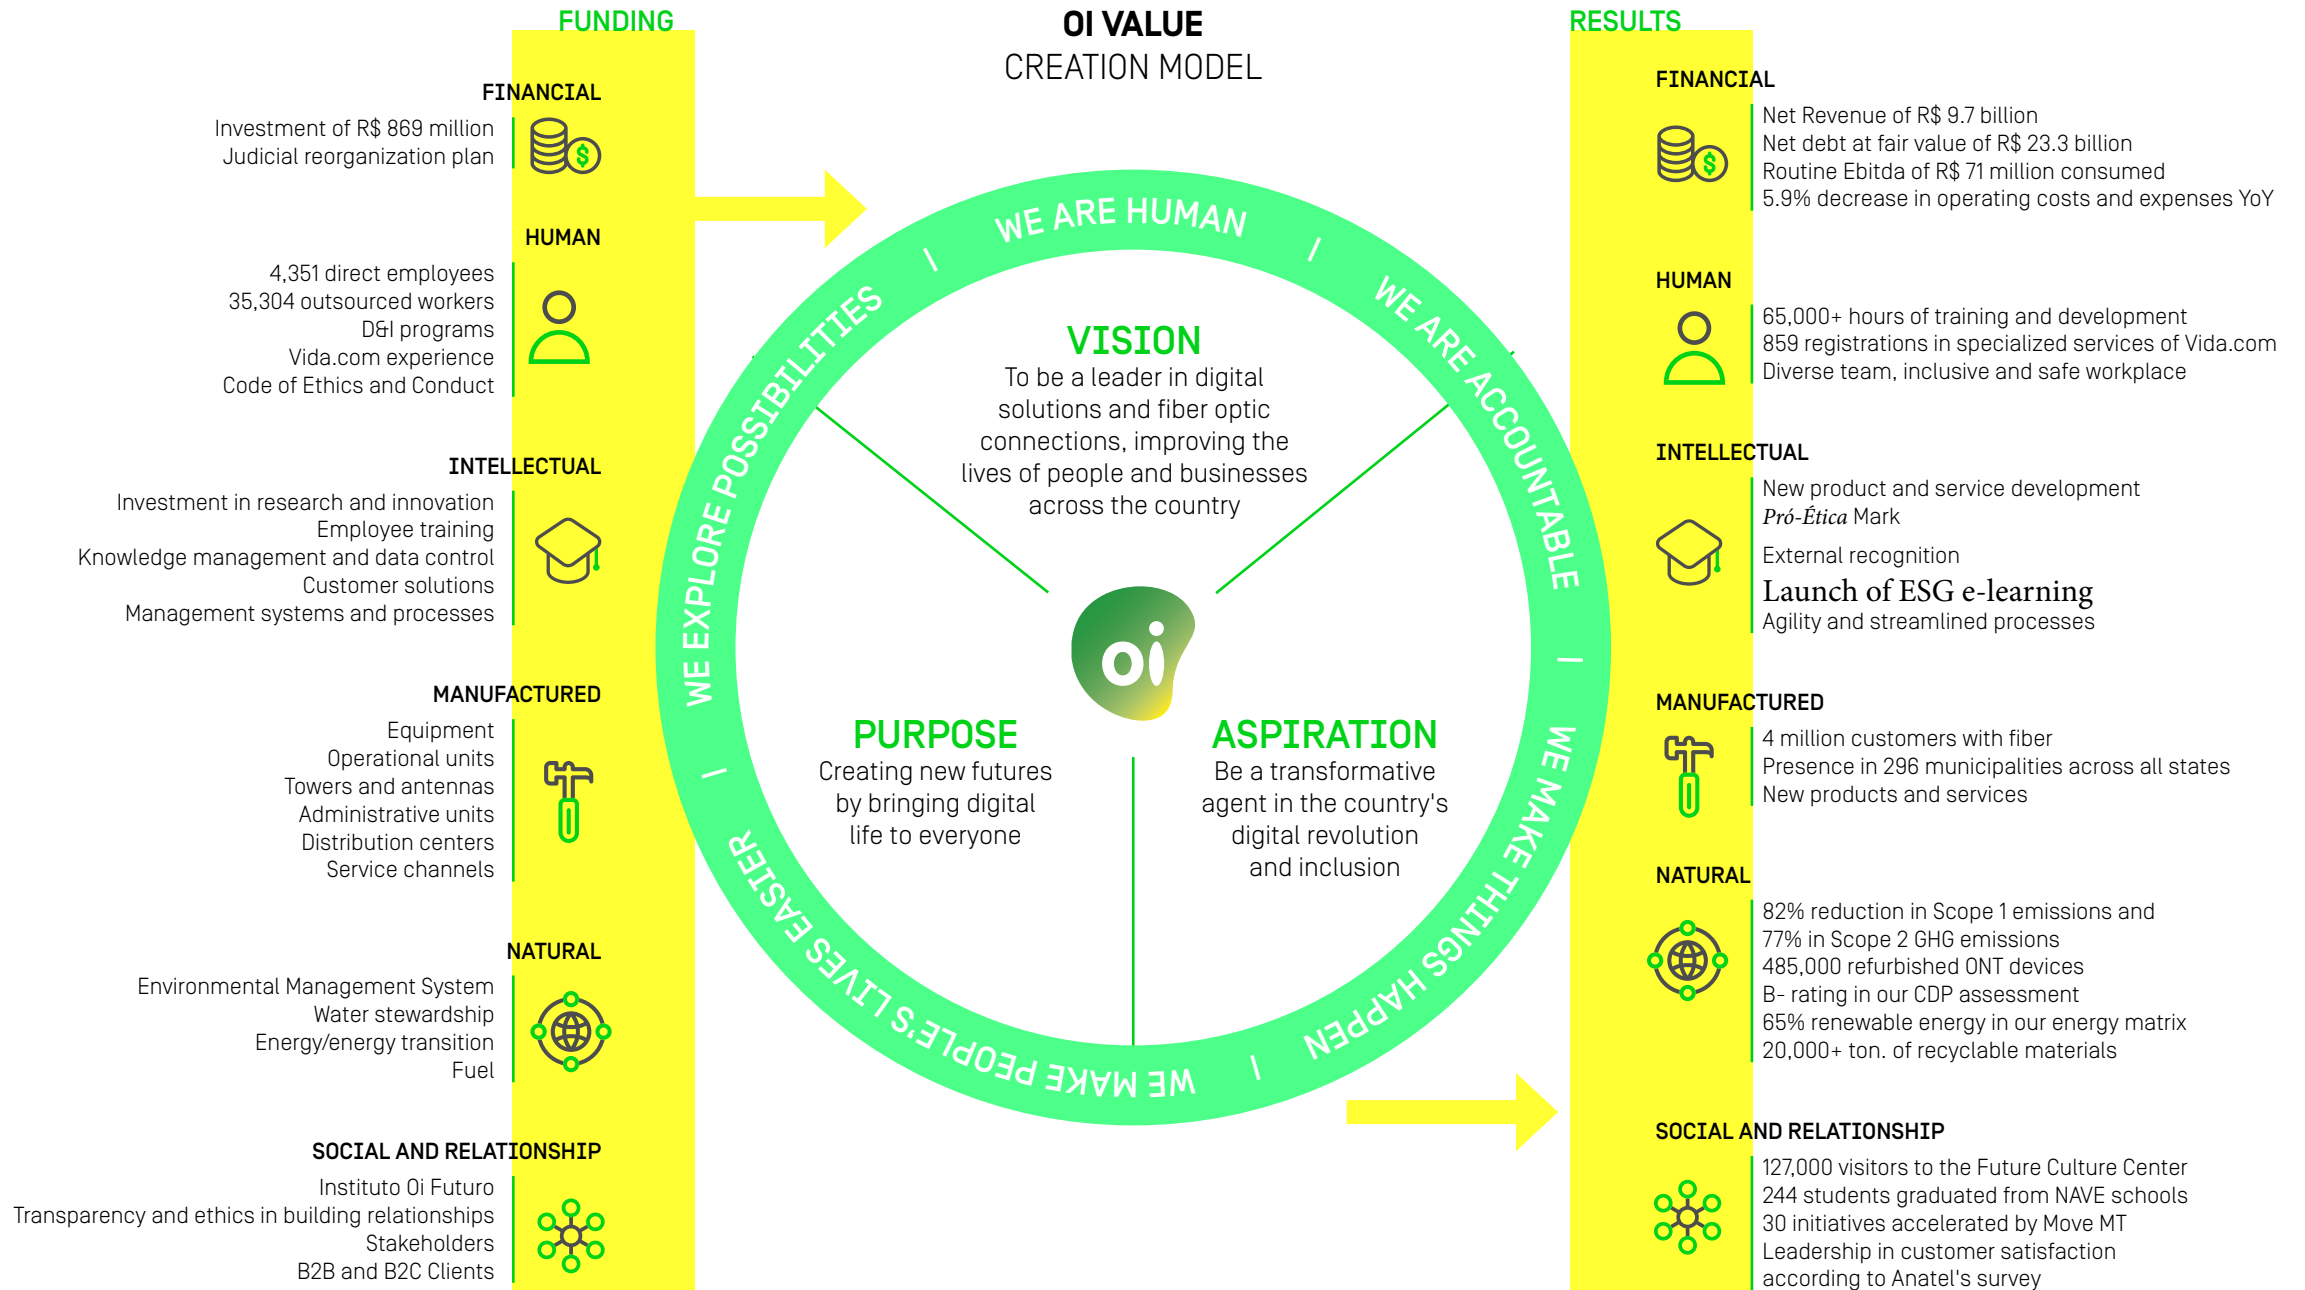 FUNDING
FINANCIAL
Investment of R$ 869 million
Judicial reorganization plan
HUMAN
4,351 direct employees
35,304 outsourced workers
D&I programs
Vida.com experience
Code of Ethics and Conduct
INTELLECTUAL
Investment in research and innovation
Employee training
Knowledge management and data control
Customer solutions
Management systems and processes
MANUFACTURED
Equipment
Operational units
Towers and antennas
Administrative units
Distribution centers
Service channels
NATURAL
Environmental Management System
Water stewardship
Energy/energy transition
Fuel
SOCIAL AND RELATIONSHIP
Instituto Oi Futuro
Transparency and ethics in building relationships
Stakeholders
B2B and B2C Clients
OI VALUE
CREATION MODEL
WE ARE HUMAN
WE ARE ACCOUNTABLE
WE MAKE THINGS HAPPEN
WE MAKE PEOPLE'S LIVES EASIER
WE EXPLORE POSSIBILITIES
VISION
To be a leader in digital
solutions and fiber optic
connections, improving the
lives of people and businesses
across the country
oi
PURPOSE
Creating new futures
by bringing digital
life to everyone
ASPIRATION
Be a transformative
agent in the country's
digital revolution
and inclusion
RESULTS
FINANCIAL
Net Revenue of R$ 9.7 billion
Net debt at fair value of R$ 23.3 billion
Routine Ebitda of R$ 71 million consumed
5.9% decrease in operating costs and expenses YoY
HUMAN
65,000+ hours of training and development
859 registrations in specialized services of Vida.com
Diverse team, inclusive and safe workplace
INTELLECTUAL
New product and service development
Pró-Ética Mark
External recognition
Launch of ESG e-learning
Agility and streamlined processes
MANUFACTURED
4 million customers with fiber
Presence in 296 municipalities across all states
New products and services
NATURAL
82% reduction in Scope 1 emissions and
77% in Scope 2 GHG emissions
485,000 refurbished ONT devices
B- rating in our CDP assessment
65% renewable energy in our energy matrix
20,000+ ton. of recyclable materials
SOCIAL AND RELATIONSHIP
127,000 visitors to the Future Culture Center
244 students graduated from NAVE schools
30 initiatives accelerated by Move MT
Leadership in customer satisfaction
according to Anatel's survey